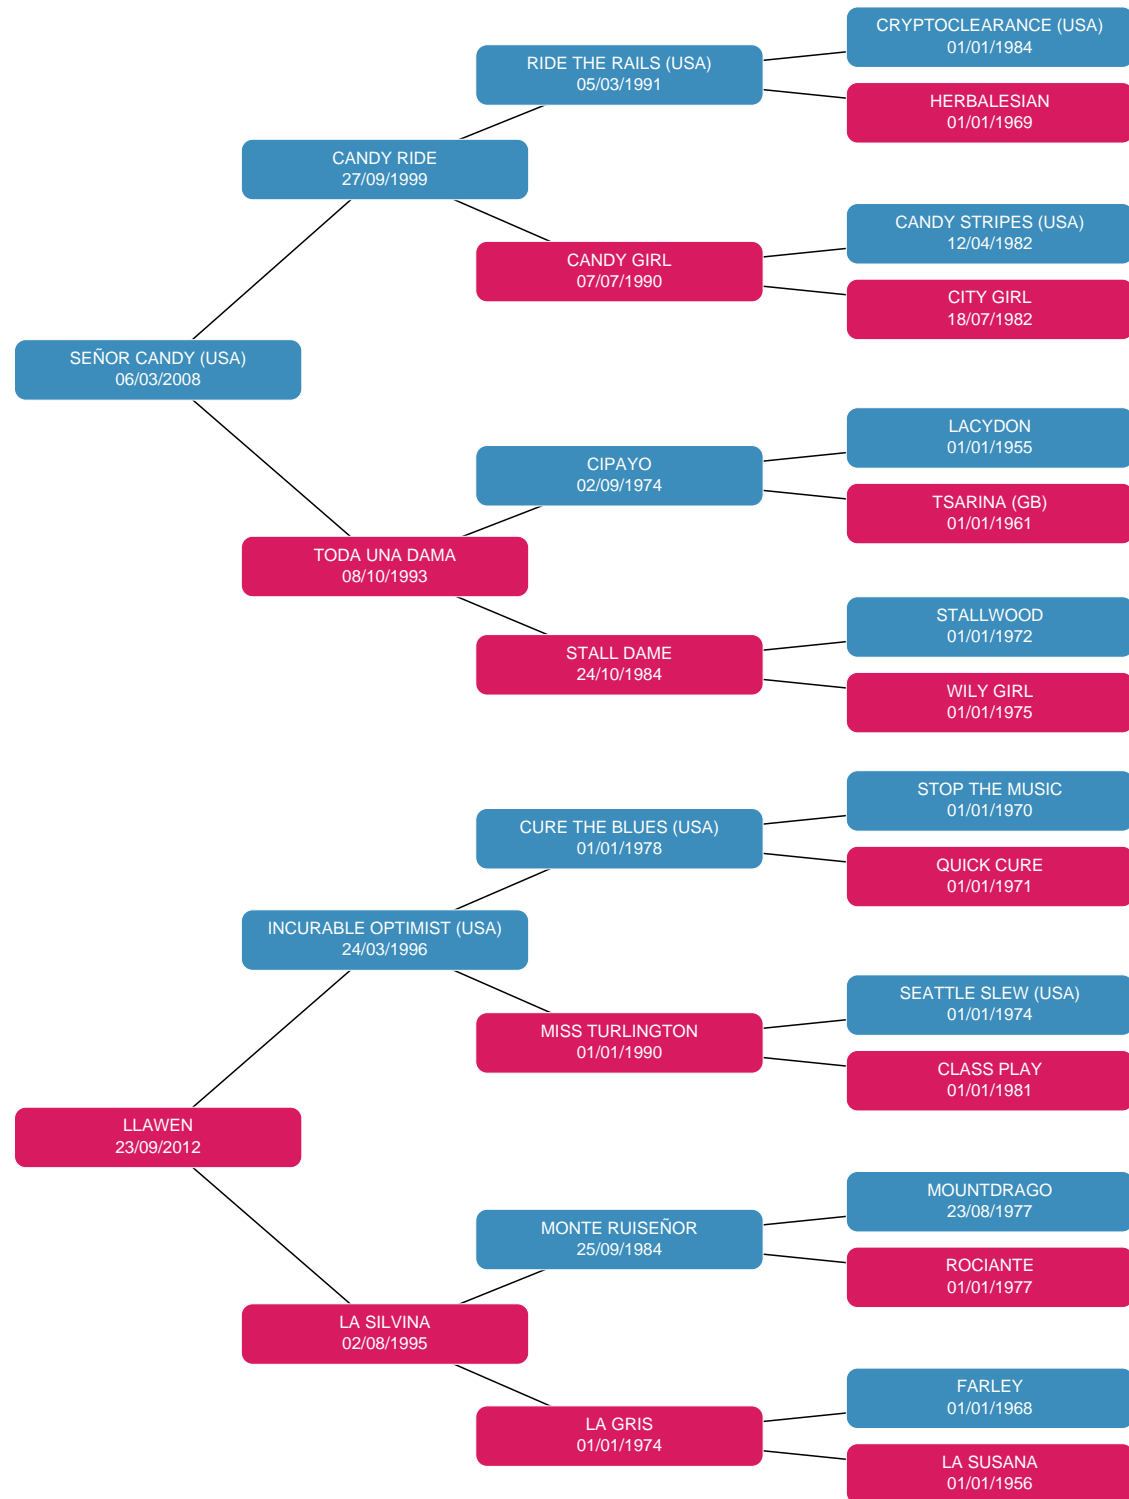 CRYPTOCLEARANCE (USA)
01/01/1984
RIDE THE RAILS (USA)
05/03/1991
HERBALESIAN
01/01/1969
CANDY RIDE
27/09/1999
CANDY STRIPES (USA)
12/04/1982
CANDY GIRL
07/07/1990
CITY GIRL
18/07/1982
SEÑOR CANDY (USA)
06/03/2008
LACYDON
01/01/1955
CIPAYO
02/09/1974
TSARINA (GB)
01/01/1961
TODA UNA DAMA
08/10/1993
STALLWOOD
01/01/1972
STALL DAME
24/10/1984
WILY GIRL
01/01/1975
STOP THE MUSIC
01/01/1970
CURE THE BLUES (USA)
01/01/1978
QUICK CURE
01/01/1971
INCURABLE OPTIMIST (USA)
24/03/1996
SEATTLE SLEW (USA)
01/01/1974
MISS TURLINGTON
01/01/1990
CLASS PLAY
01/01/1981
LLAWEN
23/09/2012
MOUNTDRAGO
23/08/1977
MONTE RUISEÑOR
25/09/1984
ROCIANTE
01/01/1977
LA SILVINA
02/08/1995
FARLEY
01/01/1968
LA GRIS
01/01/1974
LA SUSANA
01/01/1956